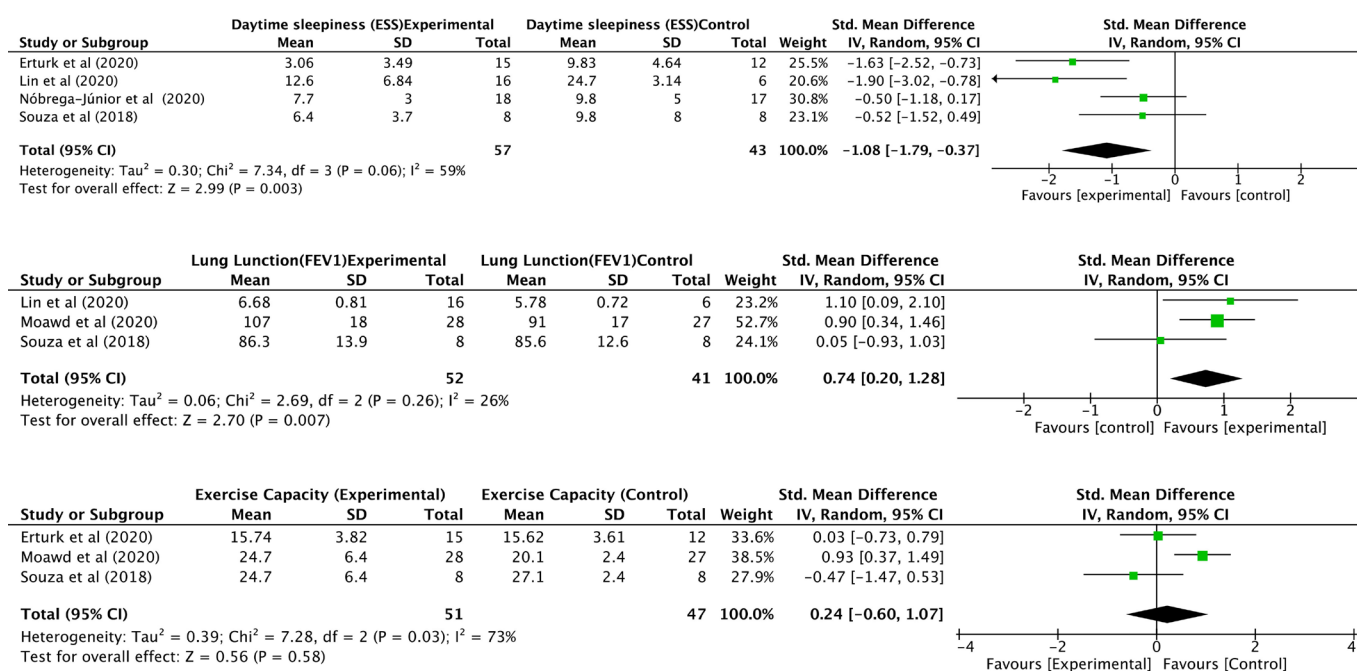 Daytime sleepiness (ESS)Experimental Daytime sleepiness (ESS)Control Std. Mean Difference Std. Mean Difference
Study or Subgroup Mean SD Total Mean SD Total Weight IV, Random, 95% CI IV, Random, 95% CI
Erturk et al (2020) 3.06 3.49 15 9.83 4.64 12 25.5% −1.63 [−2.52, −0.73]
Lin et al (2020) 12.6 6.84 16 24.7 3.14 6 20.6% −1.90 [−3.02, −0.78]
Nóbrega-Júnior et al (2020) 7.7 3 18 9.8 5 17 30.8% −0.50 [−1.18, 0.17]
Souza et al (2018) 6.4 3.7 8 9.8 8 8 23.1% −0.52 [−1.52, 0.49]
Total (95% CI) 57 43 100.0% −1.08 [−1.79, −0.37]
Heterogeneity: Tau² = 0.30; Chi² = 7.34, df = 3 (P = 0.06); I² = 59%
Test for overall effect: Z = 2.99 (P = 0.003)
−2 −1 0 1 2
Favours [experimental] Favours [control]
Lung Lunction(FEV1)Experimental Lung Lunction(FEV1)Control Std. Mean Difference Std. Mean Difference
Study or Subgroup Mean SD Total Mean SD Total Weight IV, Random, 95% CI IV, Random, 95% CI
Lin et al (2020) 6.68 0.81 16 5.78 0.72 6 23.2% 1.10 [0.09, 2.10]
Moawd et al (2020) 107 18 28 91 17 27 52.7% 0.90 [0.34, 1.46]
Souza et al (2018) 86.3 13.9 8 85.6 12.6 8 24.1% 0.05 [−0.93, 1.03]
Total (95% CI) 52 41 100.0% 0.74 [0.20, 1.28]
Heterogeneity: Tau² = 0.06; Chi² = 2.69, df = 2 (P = 0.26); I² = 26%
Test for overall effect: Z = 2.70 (P = 0.007)
−2 −1 0 1 2
Favours [control] Favours [experimental]
Exercise Capacity (Experimental) Exercise Capacity (Control) Std. Mean Difference Std. Mean Difference
Study or Subgroup Mean SD Total Mean SD Total Weight IV, Random, 95% CI IV, Random, 95% CI
Erturk et al (2020) 15.74 3.82 15 15.62 3.61 12 33.6% 0.03 [−0.73, 0.79]
Moawd et al (2020) 24.7 6.4 28 20.1 2.4 27 38.5% 0.93 [0.37, 1.49]
Souza et al (2018) 24.7 6.4 8 27.1 2.4 8 27.9% −0.47 [−1.47, 0.53]
Total (95% CI) 51 47 100.0% 0.24 [−0.60, 1.07]
Heterogeneity: Tau² = 0.39; Chi² = 7.28, df = 2 (P = 0.03); I² = 73%
Test for overall effect: Z = 0.56 (P = 0.58)
−4 −2 0 2 4
Favours [Experimental] Favours [Control]